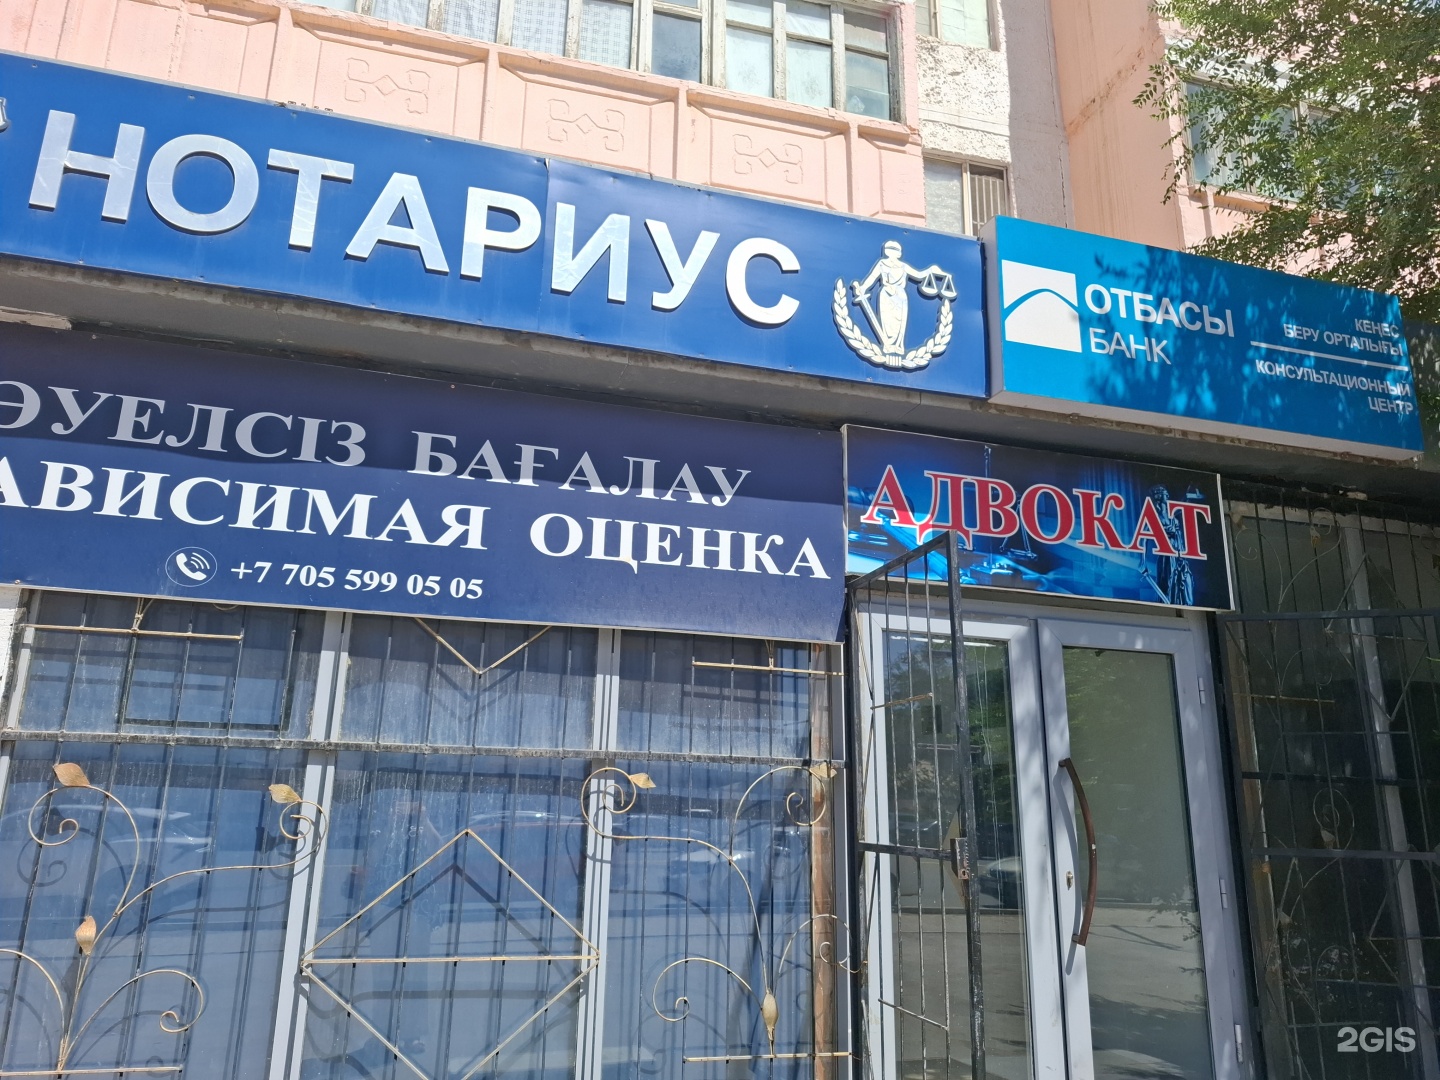 НОТАРИУС
ОТБАСЫ
БАНК
КЕҢЕС
БЕРУ ОРТАЛЫҒЫ
КОНСУЛЬТАЦИОННЫЙ
ЦЕНТР
ӘУЕЛСІЗ БАҒАЛАУ
АВИСИМАЯ ОЦЕНКА
+7 705 599 05 05
АДВОКАТ
2GIS